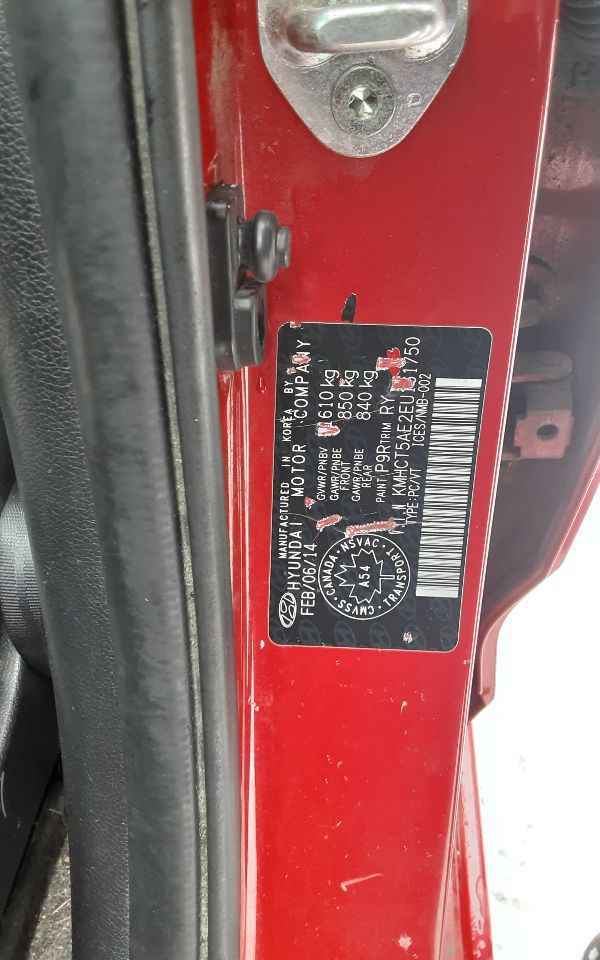 MANUFACTURED IN KOREA BY
HYUNDAI MOTOR COMPANY
FEB/06/14
GVWR/PNBV 610 kg
GAWR/PNBE FRONT 850 kg
GAWR/PNBE REAR 840 kg
PAINT P9R TRIM RY
TYPE:PC/VT ICES/NMB-002
CANADA · NSVAC · TRANSPORT · CMVSS
A54
D